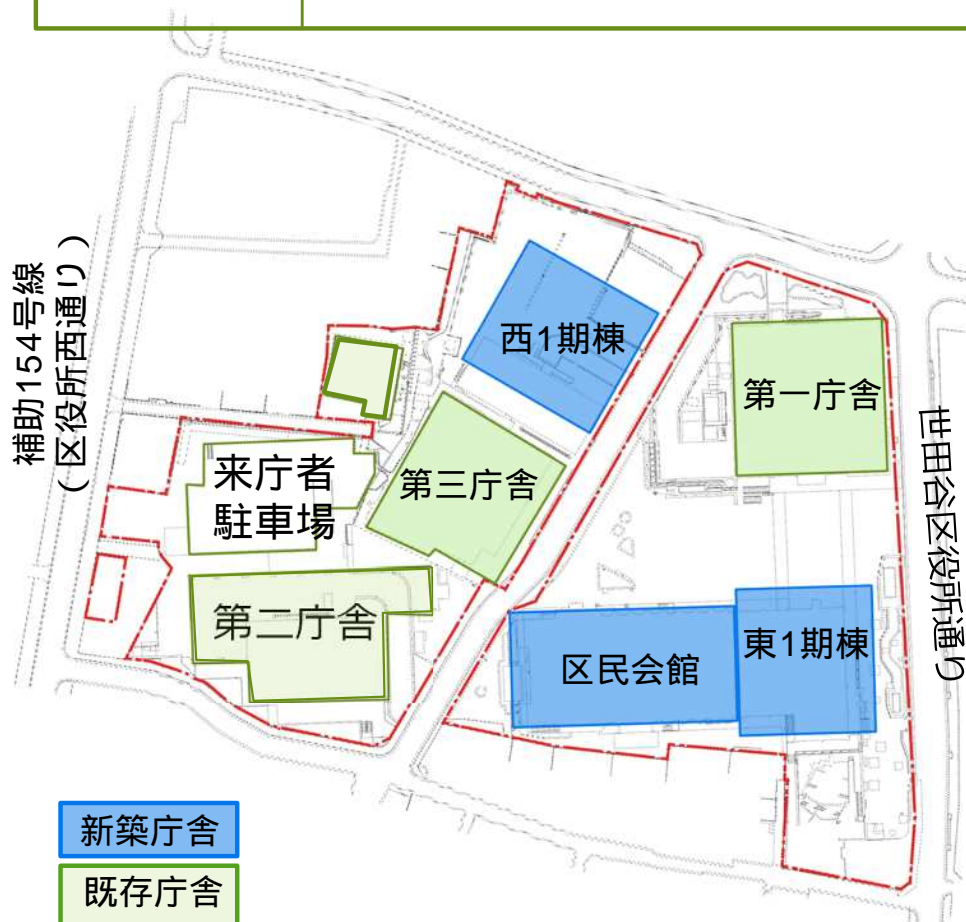 補助154号線
（区役所西通り）
西1期棟
第一庁舎
世田谷区役所通り
来庁者
駐車場
第三庁舎
第二庁舎
区民会館
東1期棟
新築庁舎
既存庁舎